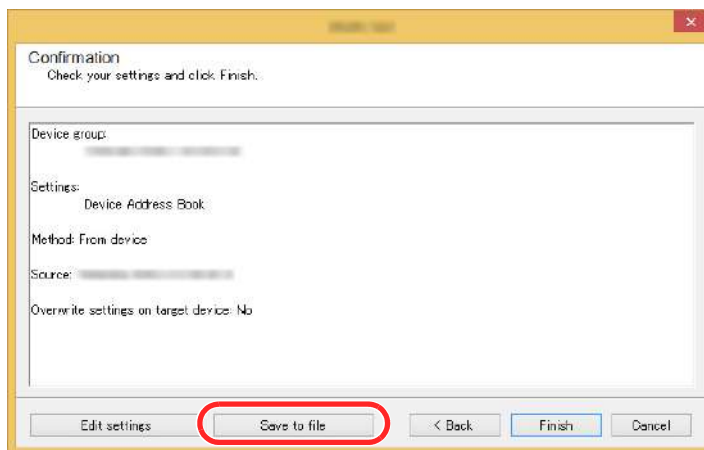 Confirmation
Check your settings and click Finish.
Device group:
Settings:
Device Address Book
Method: From device
Source:
Overwrite settings on target device: No
Edit settings
Save to file
< Back
Finish
Cancel